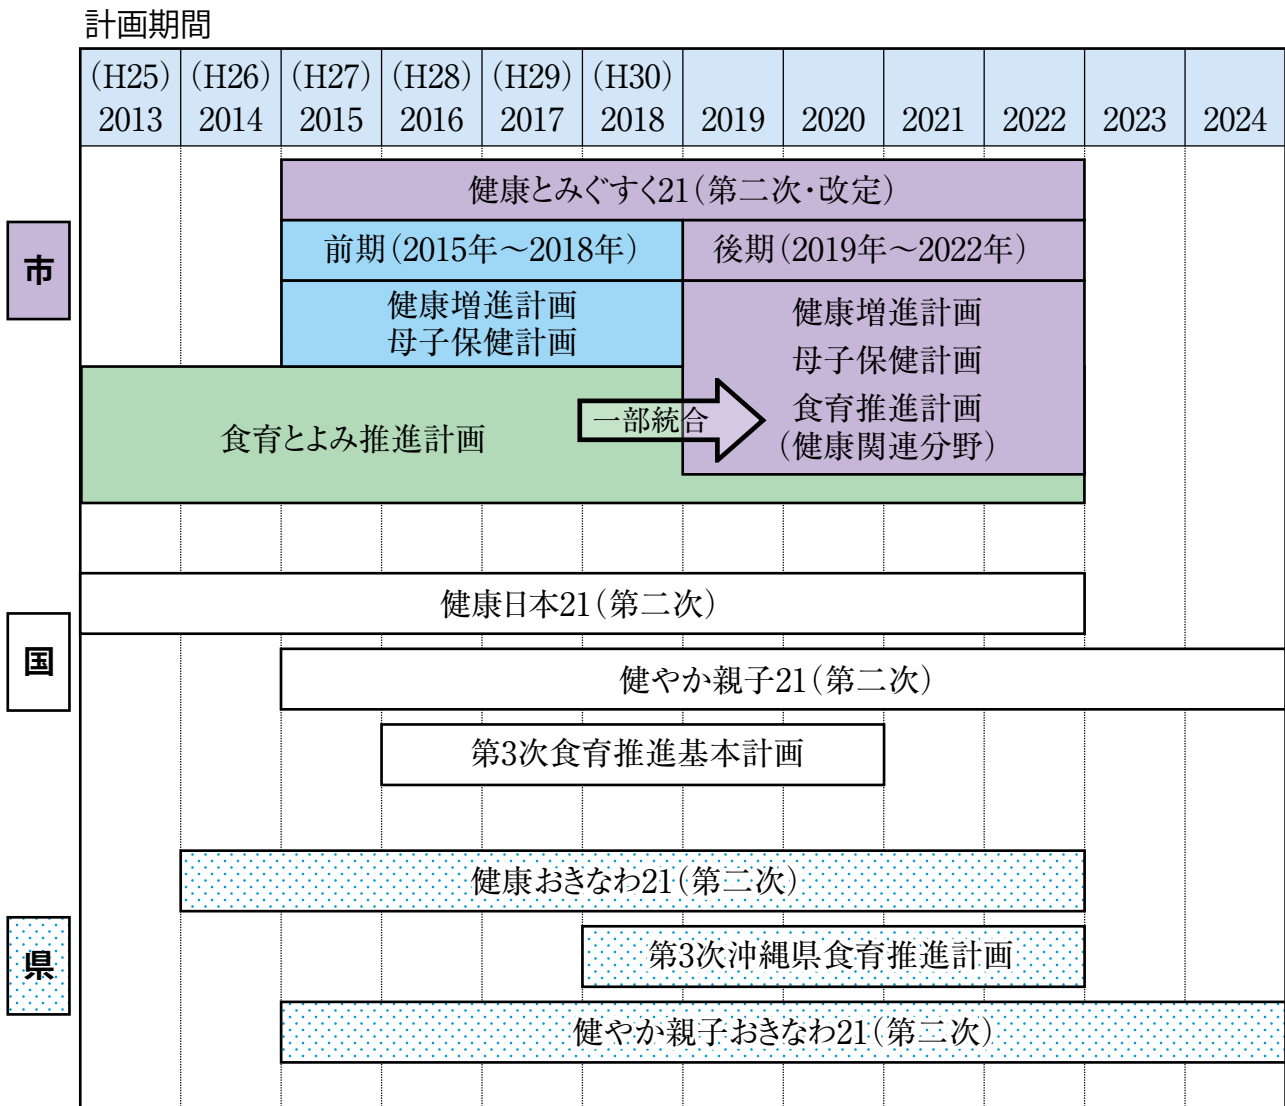 計画期間
(H25) (H26) (H27) (H28) (H29) (H30)
2013 2014 2015 2016 2017 2018 2019 2020 2021 2022 2023 2024
市
健康とみぐすく21(第二次・改定)
前期(2015年～2018年)
後期(2019年～2022年)
健康増進計画
母子保健計画
健康増進計画
母子保健計画
食育推進計画
(健康関連分野)
食育とよみ推進計画
一部統合
国
健康日本21(第二次)
健やか親子21(第二次)
第3次食育推進基本計画
県
健康おきなわ21(第二次)
第3次沖縄県食育推進計画
健やか親子おきなわ21(第二次)